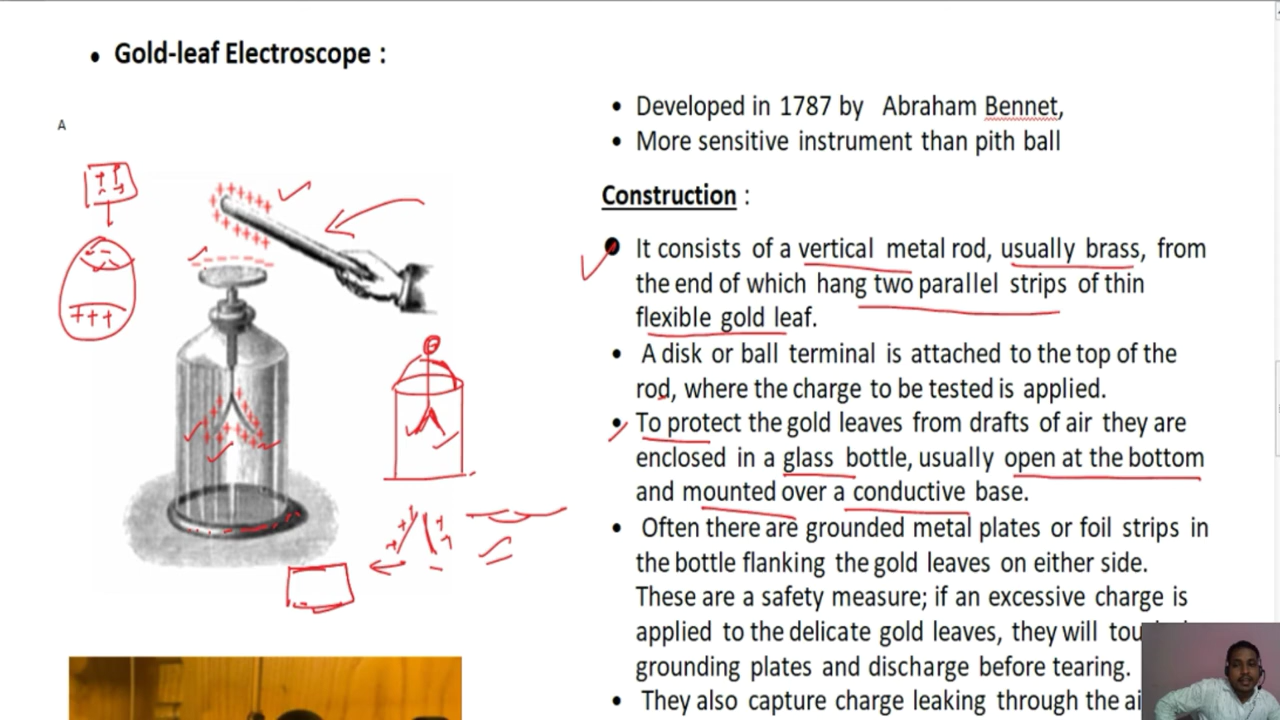 • Gold-leaf Electroscope :
A
• Developed in 1787 by Abraham Bennet,
• More sensitive instrument than pith ball
Construction :
• It consists of a vertical metal rod, usually brass, from
the end of which hang two parallel strips of thin
flexible gold leaf.
• A disk or ball terminal is attached to the top of the
rod, where the charge to be tested is applied.
• To protect the gold leaves from drafts of air they are
enclosed in a glass bottle, usually open at the bottom
and mounted over a conductive base.
• Often there are grounded metal plates or foil strips in
the bottle flanking the gold leaves on either side.
These are a safety measure; if an excessive charge is
applied to the delicate gold leaves, they will
grounding plates and discharge before tearing.
• They also capture charge leaking through the